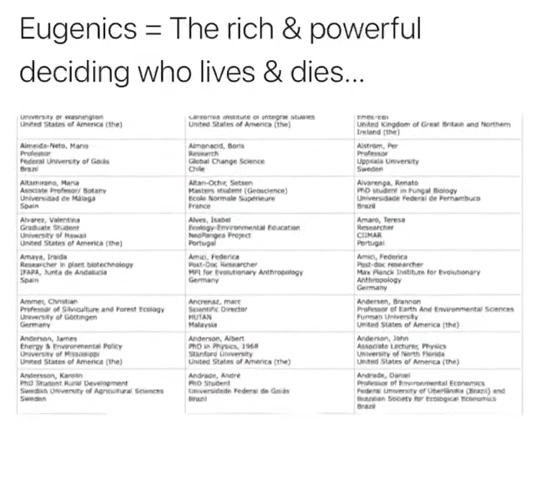 Eugenics = The rich & powerful
deciding who lives & dies...
University of Washington
United States of America (the)
California Institute of Integral Studies
United States of America (the)
United Kingdom of Great Britain and Northern
Ireland (the)
Almeida-Neto, Mario
Professor
Federal University of Goiás
Brazil
Almonacid, Boris
Research
Global Change Science
Chile
Alström, Per
Professor
Uppsala University
Sweden
Altamirano, Maria
Associate Professor/ Botany
Universidad de Málaga
Spain
Altan-Ochir, Setsen
Masters student (Geoscience)
Ecole Normale Supérieure
France
Alvarenga, Renato
PhD student in Fungal Biology
Universidade Federal de Pernambuco
Brazil
Alvarez, Valentina
Graduate Student
University of Hawaii
United States of America (the)
Alves, Isabel
Ecology-Environmental Education
NeoPangea Project
Portugal
Amaro, Teresa
Researcher
CIIMAR
Portugal
Amaya, Iraida
Researcher in plant biotechnology
IFAPA, Junta de Andalucia
Spain
Amici, Federica
Post-Doc Researcher
MPI for Evolutionary Anthropology
Germany
Amici, Federica
Post-doc researcher
Max Planck Institute for Evolutionary
Anthropology
Germany
Ammer, Christian
Professor of Silviculture and Forest Ecology
University of Göttingen
Germany
Ancrenaz, marc
Scientific Director
HUTAN
Malaysia
Andersen, Brannon
Professor of Earth And Environmental Sciences
Furman University
United States of America (the)
Anderson, James
Energy & Environmental Policy
University of Mississippi
United States of America (the)
Anderson, Albert
PhD in Physics, 1968
Stanford University
United States of America (the)
Anderson, John
Associate Lecturer, Physics
University of North Florida
United States of America (the)
Andersson, Karolin
PhD Student Rural Development
Swedish University of Agricultural Sciences
Sweden
Andrade, André
PhD Student
Universidade Federal de Goiás
Brazil
Andrade, Daniel
Professor of Environmental Economics
Federal University of Uberlândia (Brazil) and
Brazilian Society for Ecological Economics
Brazil